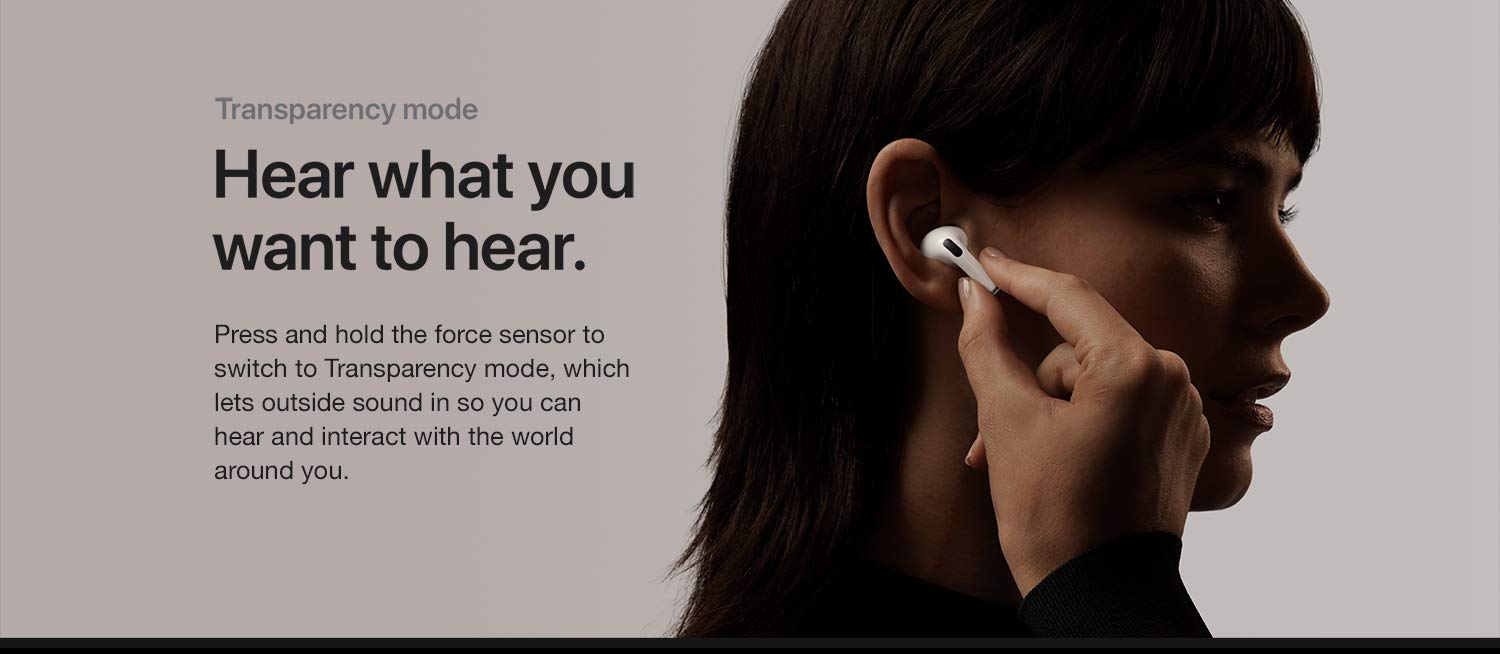 Transparency mode
Hear what you
want to hear.
Press and hold the force sensor to
switch to Transparency mode, which
lets outside sound in so you can
hear and interact with the world
around you.